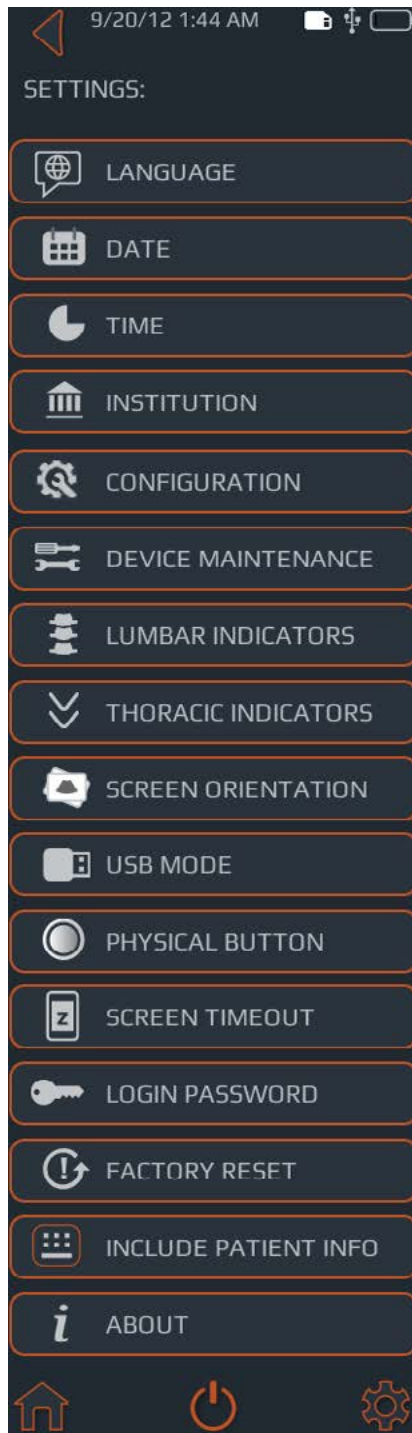 9/20/12 1:44 AM
SETTINGS:
LANGUAGE
DATE
TIME
INSTITUTION
CONFIGURATION
DEVICE MAINTENANCE
LUMBAR INDICATORS
THORACIC INDICATORS
SCREEN ORIENTATION
USB MODE
PHYSICAL BUTTON
z SCREEN TIMEOUT
LOGIN PASSWORD
FACTORY RESET
INCLUDE PATIENT INFO
i ABOUT